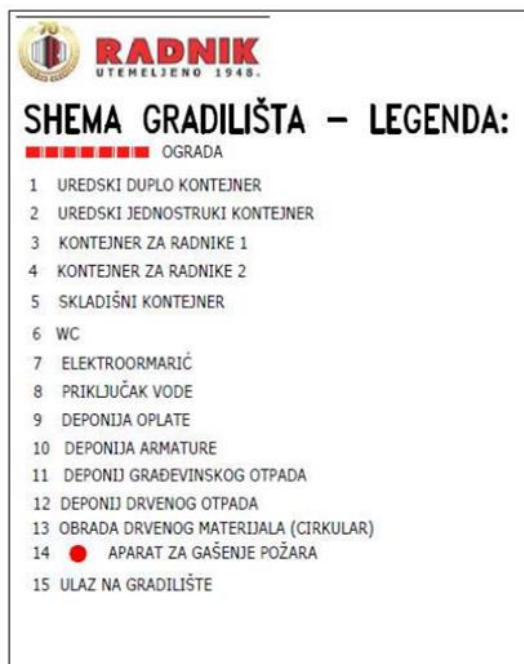 70
RADNIK
UTEMELJENO 1948.
SHEMA GRADILIŠTA – LEGENDA:
OGRADA
1 UREDSKI DUPLO KONTEJNER
2 UREDSKI JEDNOSTRUKI KONTEJNER
3 KONTEJNER ZA RADNIKE 1
4 KONTEJNER ZA RADNIKE 2
5 SKLADIŠNI KONTEJNER
6 WC
7 ELEKTROORMARIĆ
8 PRIKLJUČAK VODE
9 DEPONIJA OPLATE
10 DEPONIJA ARMATURE
11 DEPONIJ GRAĐEVINSKOG OTPADA
12 DEPONIJ DRVENOG OTPADA
13 OBRADA DRVENOG MATERIJALA (CIRKULAR)
14 APARAT ZA GAŠENJE POŽARA
15 ULAZ NA GRADILIŠTE